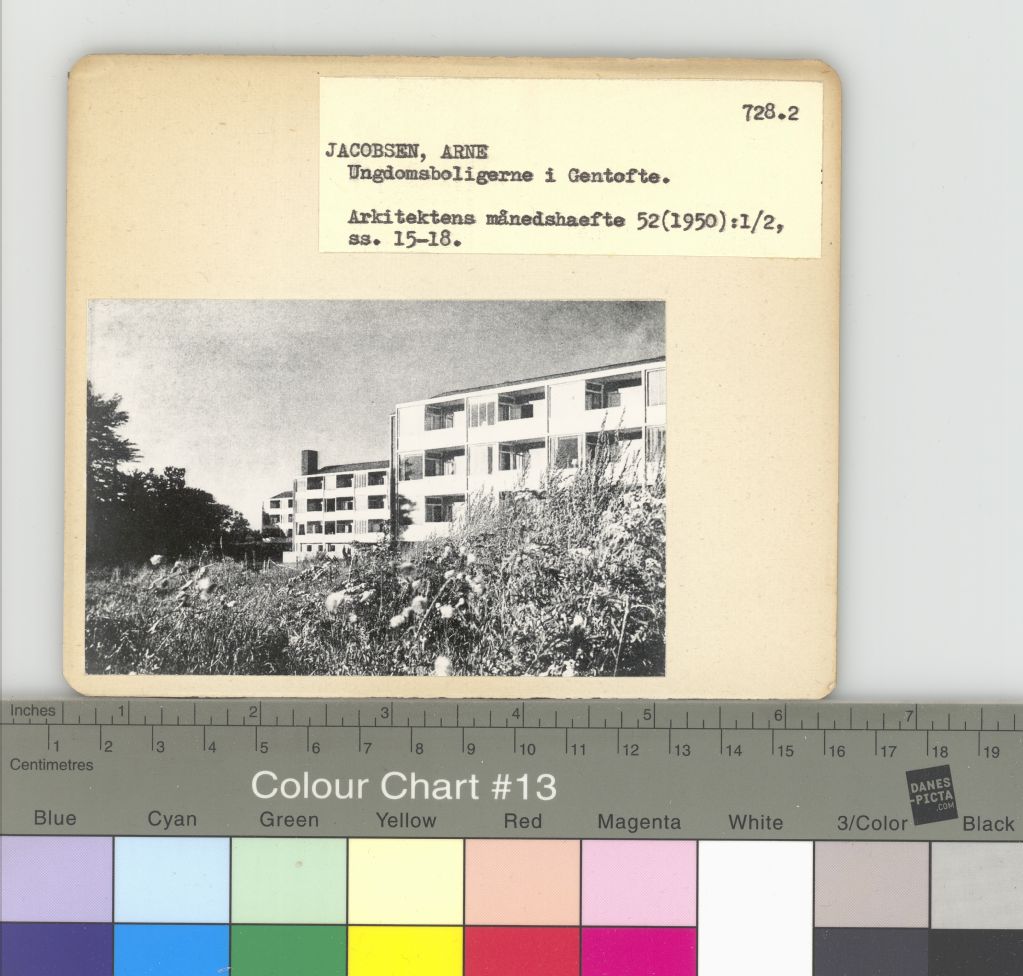 728.2
JACOBSEN, ARNE
Ungdomsboligerne i Gentofte.
Arkitektens månedshaefte 52(1950):1/2,
ss. 15-18.
Inches 1 2 3 4 5 6 7
1 2 3 4 5 6 7 8 9 10 11 12 13 14 15 16 17 18 19
Centimetres
Colour Chart #13
DANES
-PICTA
.COM
Blue Cyan Green Yellow Red Magenta White 3/Color Black